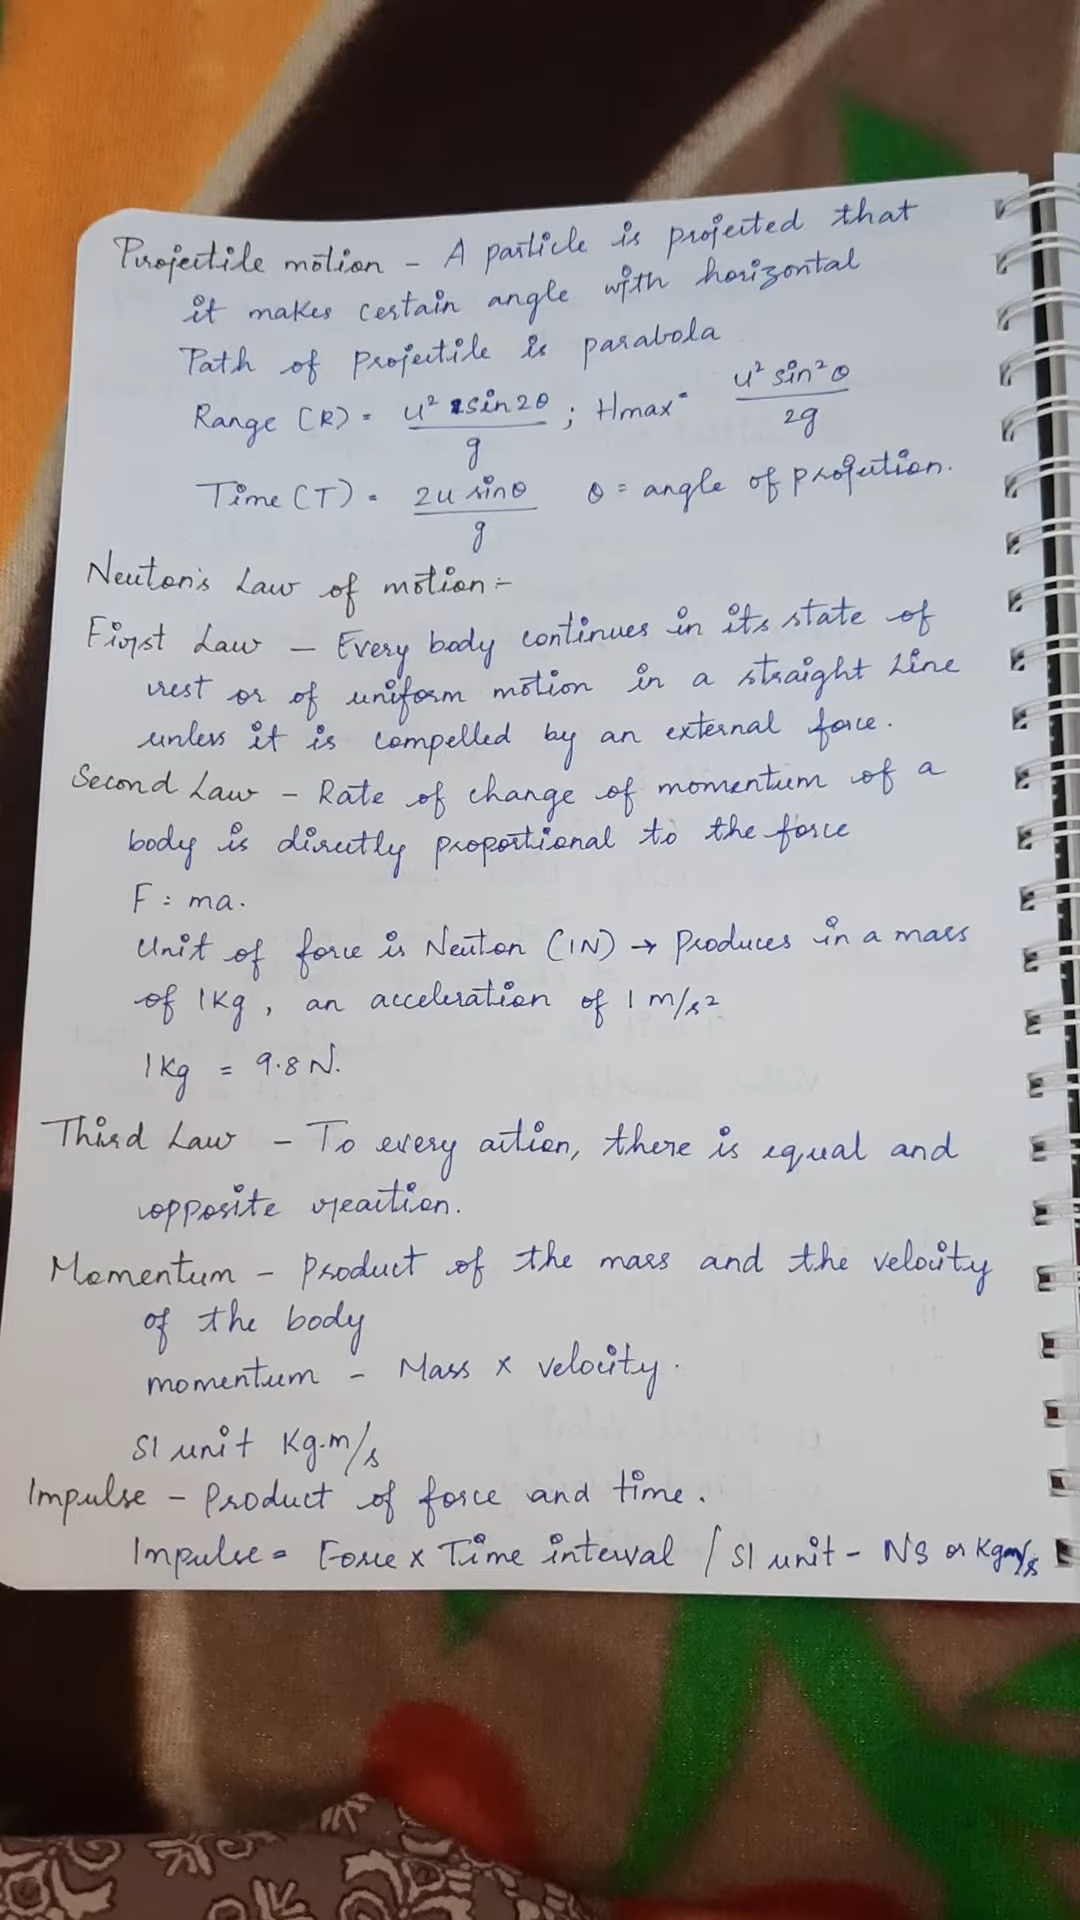 Projectile motion - A particle is projected that
it makes certain angle with horizontal
Path of projectile is parabola
Range (R) = u² sin2θ / g ; Hmax = u² sin²θ / 2g
Time (T) = 2u sinθ / g θ = angle of projection.
Newton's Law of motion :-
First Law - Every body continues in its state of
rest or of uniform motion in a straight Line
unless it is compelled by an external force.
Second Law - Rate of change of momentum of a
body is directly proportional to the force
F = ma.
Unit of force is Newton (1N) → Produces in a mass
of 1Kg, an acceleration of 1 m/s²
1Kg = 9.8 N.
Third Law - To every action, there is equal and
opposite reaction.
Momentum - Product of the mass and the velocity
of the body
momentum - Mass x velocity.
SI unit Kg.m/s
Impulse - Product of force and time.
Impulse = Force x Time interval / SI unit - NS or Kgm/s